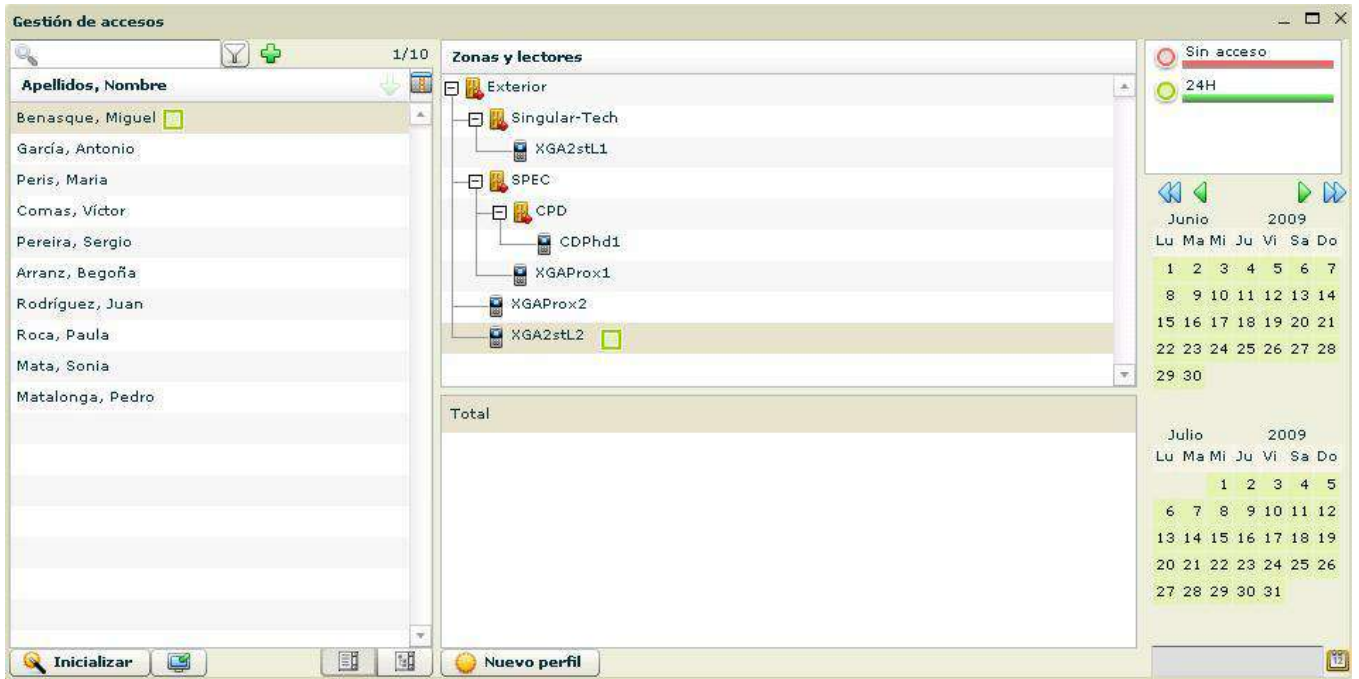 Gestión de accesos
1/10
Apellidos, Nombre
Benasque, Miguel
García, Antonio
Peris, Maria
Comas, Víctor
Pereira, Sergio
Arranz, Begoña
Rodríguez, Juan
Roca, Paula
Mata, Sonia
Matalonga, Pedro
Inicializar
Zonas y lectores
Exterior
Singular-Tech
XGA2stL1
SPEC
CPD
CDPhd1
XGAProx1
XGAProx2
XGA2stL2
Total
Nuevo perfil
Sin acceso
24H
Junio 2009
Lu Ma Mi Ju Vi Sa Do
1 2 3 4 5 6 7
8 9 10 11 12 13 14
15 16 17 18 19 20 21
22 23 24 25 26 27 28
29 30
Julio 2009
Lu Ma Mi Ju Vi Sa Do
1 2 3 4 5
6 7 8 9 10 11 12
13 14 15 16 17 18 19
20 21 22 23 24 25 26
27 28 29 30 31
12